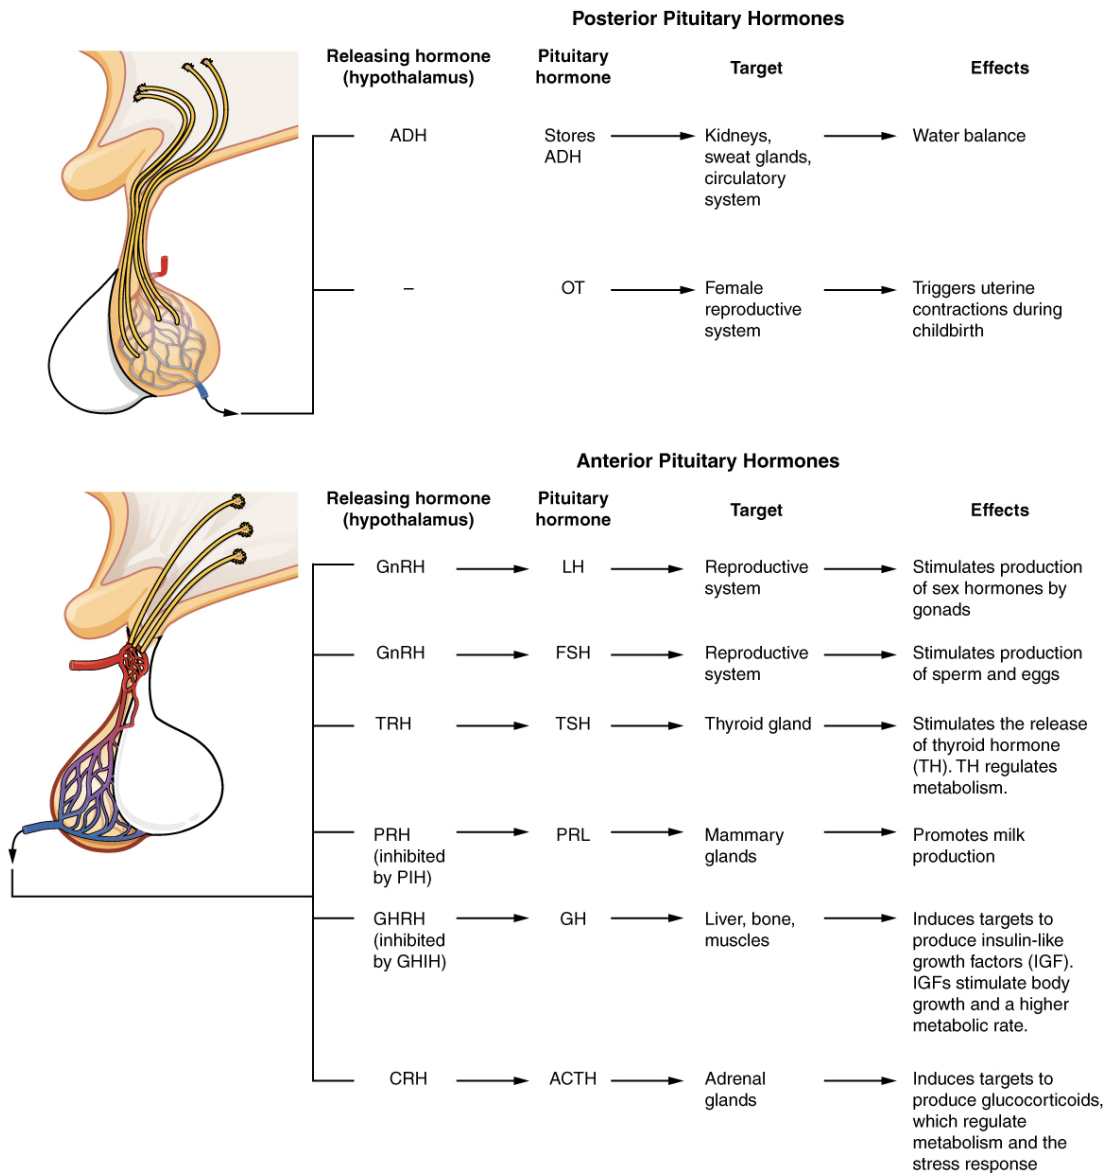 Posterior Pituitary Hormones
Releasing hormone
(hypothalamus)
Pituitary
hormone
Target
Effects
ADH
Stores
ADH
Kidneys,
sweat glands,
circulatory
system
Water balance
–
OT
Female
reproductive
system
Triggers uterine
contractions during
childbirth
Anterior Pituitary Hormones
Releasing hormone
(hypothalamus)
Pituitary
hormone
Target
Effects
GnRH
LH
Reproductive
system
Stimulates production
of sex hormones by
gonads
GnRH
FSH
Reproductive
system
Stimulates production
of sperm and eggs
TRH
TSH
Thyroid gland
Stimulates the release
of thyroid hormone
(TH). TH regulates
metabolism.
PRH
(inhibited
by PIH)
PRL
Mammary
glands
Promotes milk
production
GHRH
(inhibited
by GHIH)
GH
Liver, bone,
muscles
Induces targets to
produce insulin-like
growth factors (IGF).
IGFs stimulate body
growth and a higher
metabolic rate.
CRH
ACTH
Adrenal
glands
Induces targets to
produce glucocorticoids,
which regulate
metabolism and the
stress response